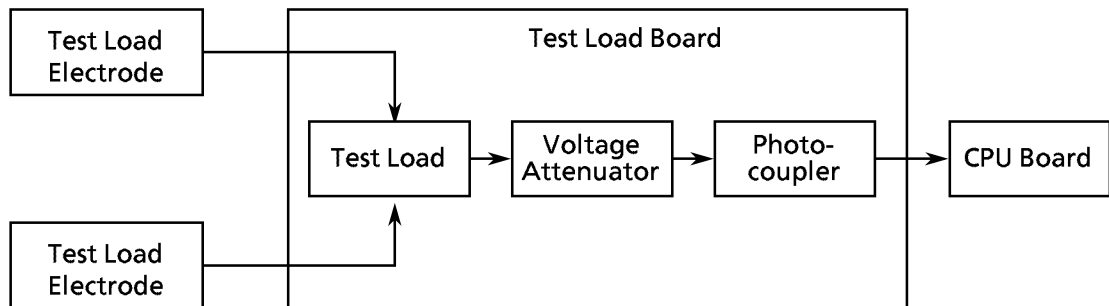 Test Load
Electrode
Test Load Board
Test Load
Voltage
Attenuator
Photo-
coupler
CPU Board
Test Load
Electrode